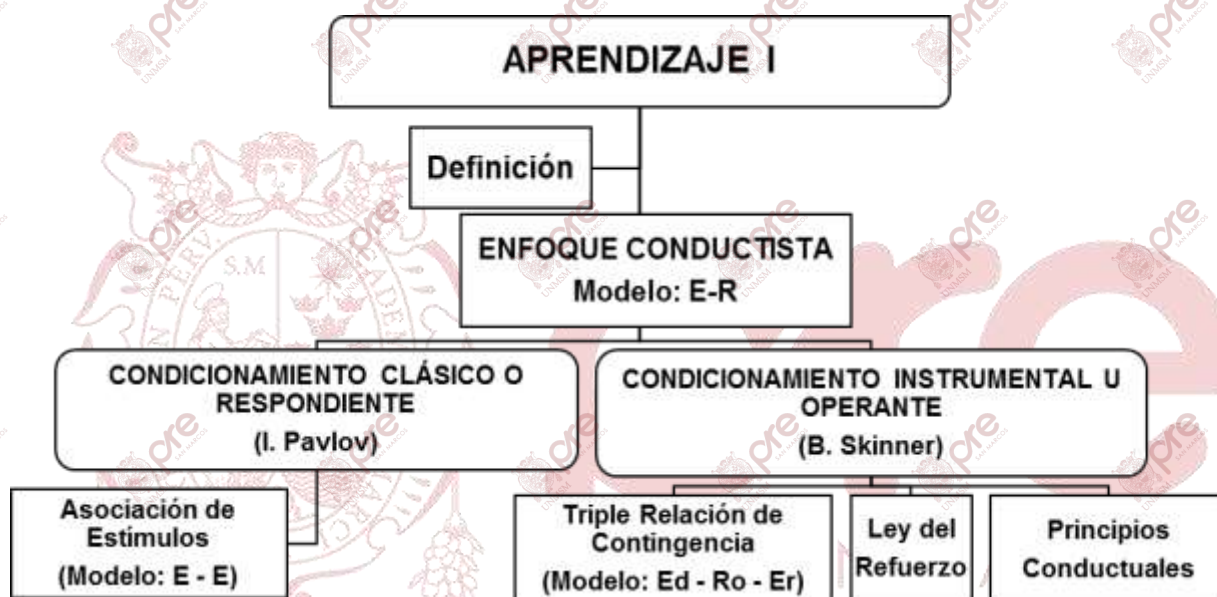 APRENDIZAJE I
Definición
ENFOQUE CONDUCTISTA
Modelo: E-R
CONDICIONAMIENTO CLÁSICO O
RESPONDIENTE
(I. Pavlov)
CONDICIONAMIENTO INSTRUMENTAL U
OPERANTE
(B. Skinner)
Asociación de
Estímulos
(Modelo: E - E)
Triple Relación de
Contingencia
(Modelo: Ed - Ro - Er)
Ley del
Refuerzo
Principios
Conductuales